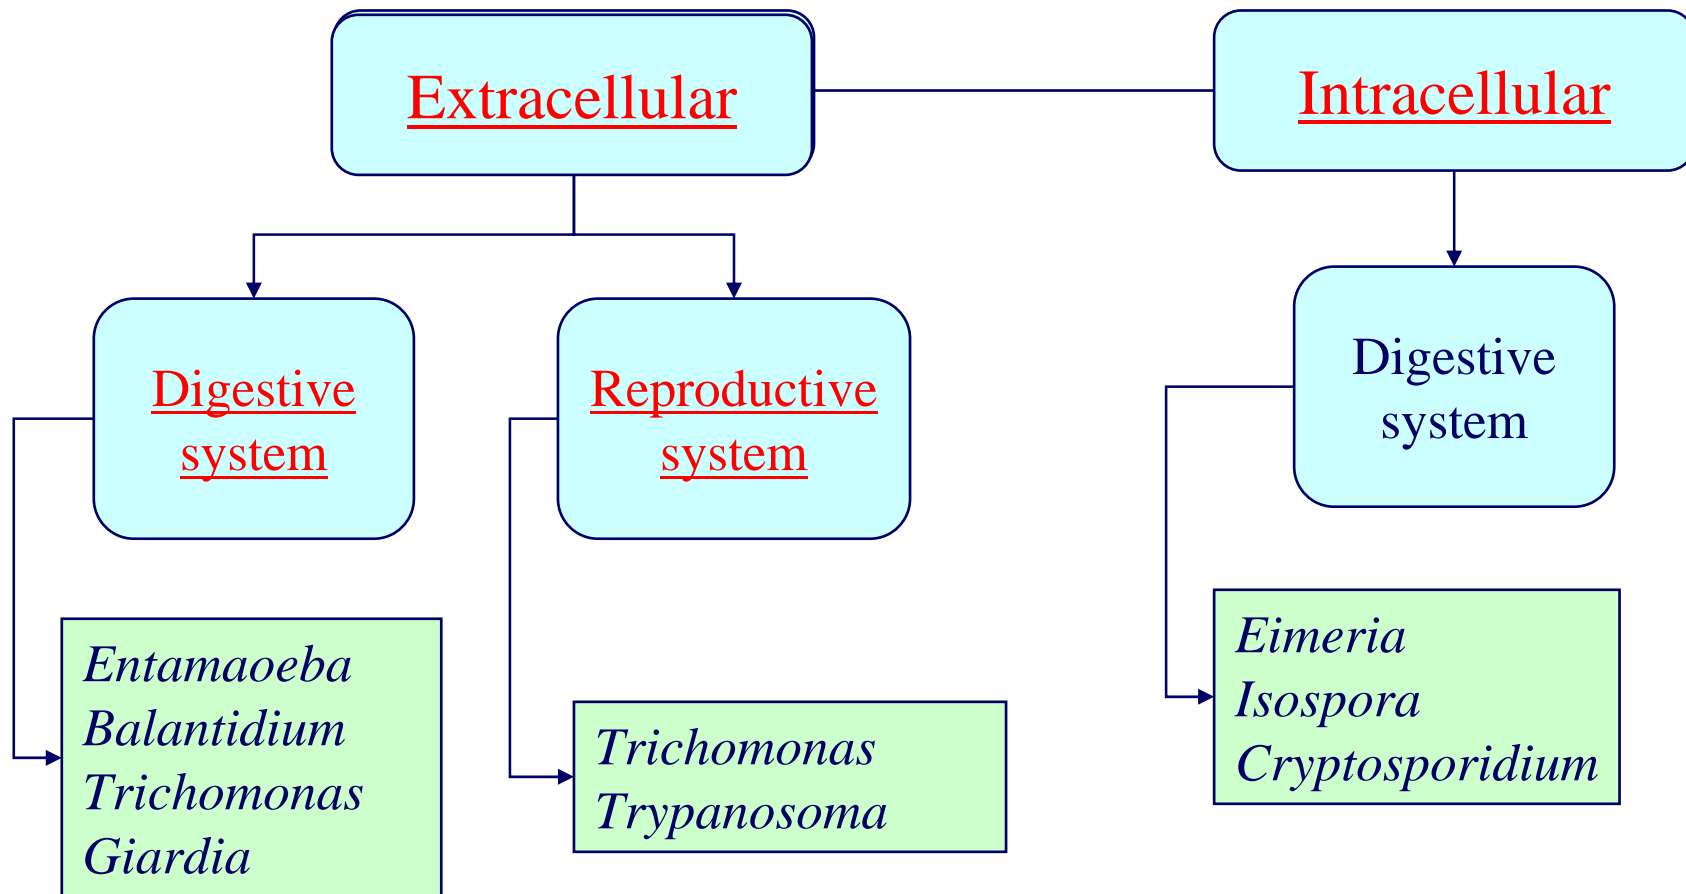 Extracellular
Intracellular
Digestive
system
Reproductive
system
Digestive
system
Entamaoeba
Balantidium
Trichomonas
Giardia
Trichomonas
Trypanosoma
Eimeria
Isospora
Cryptosporidium